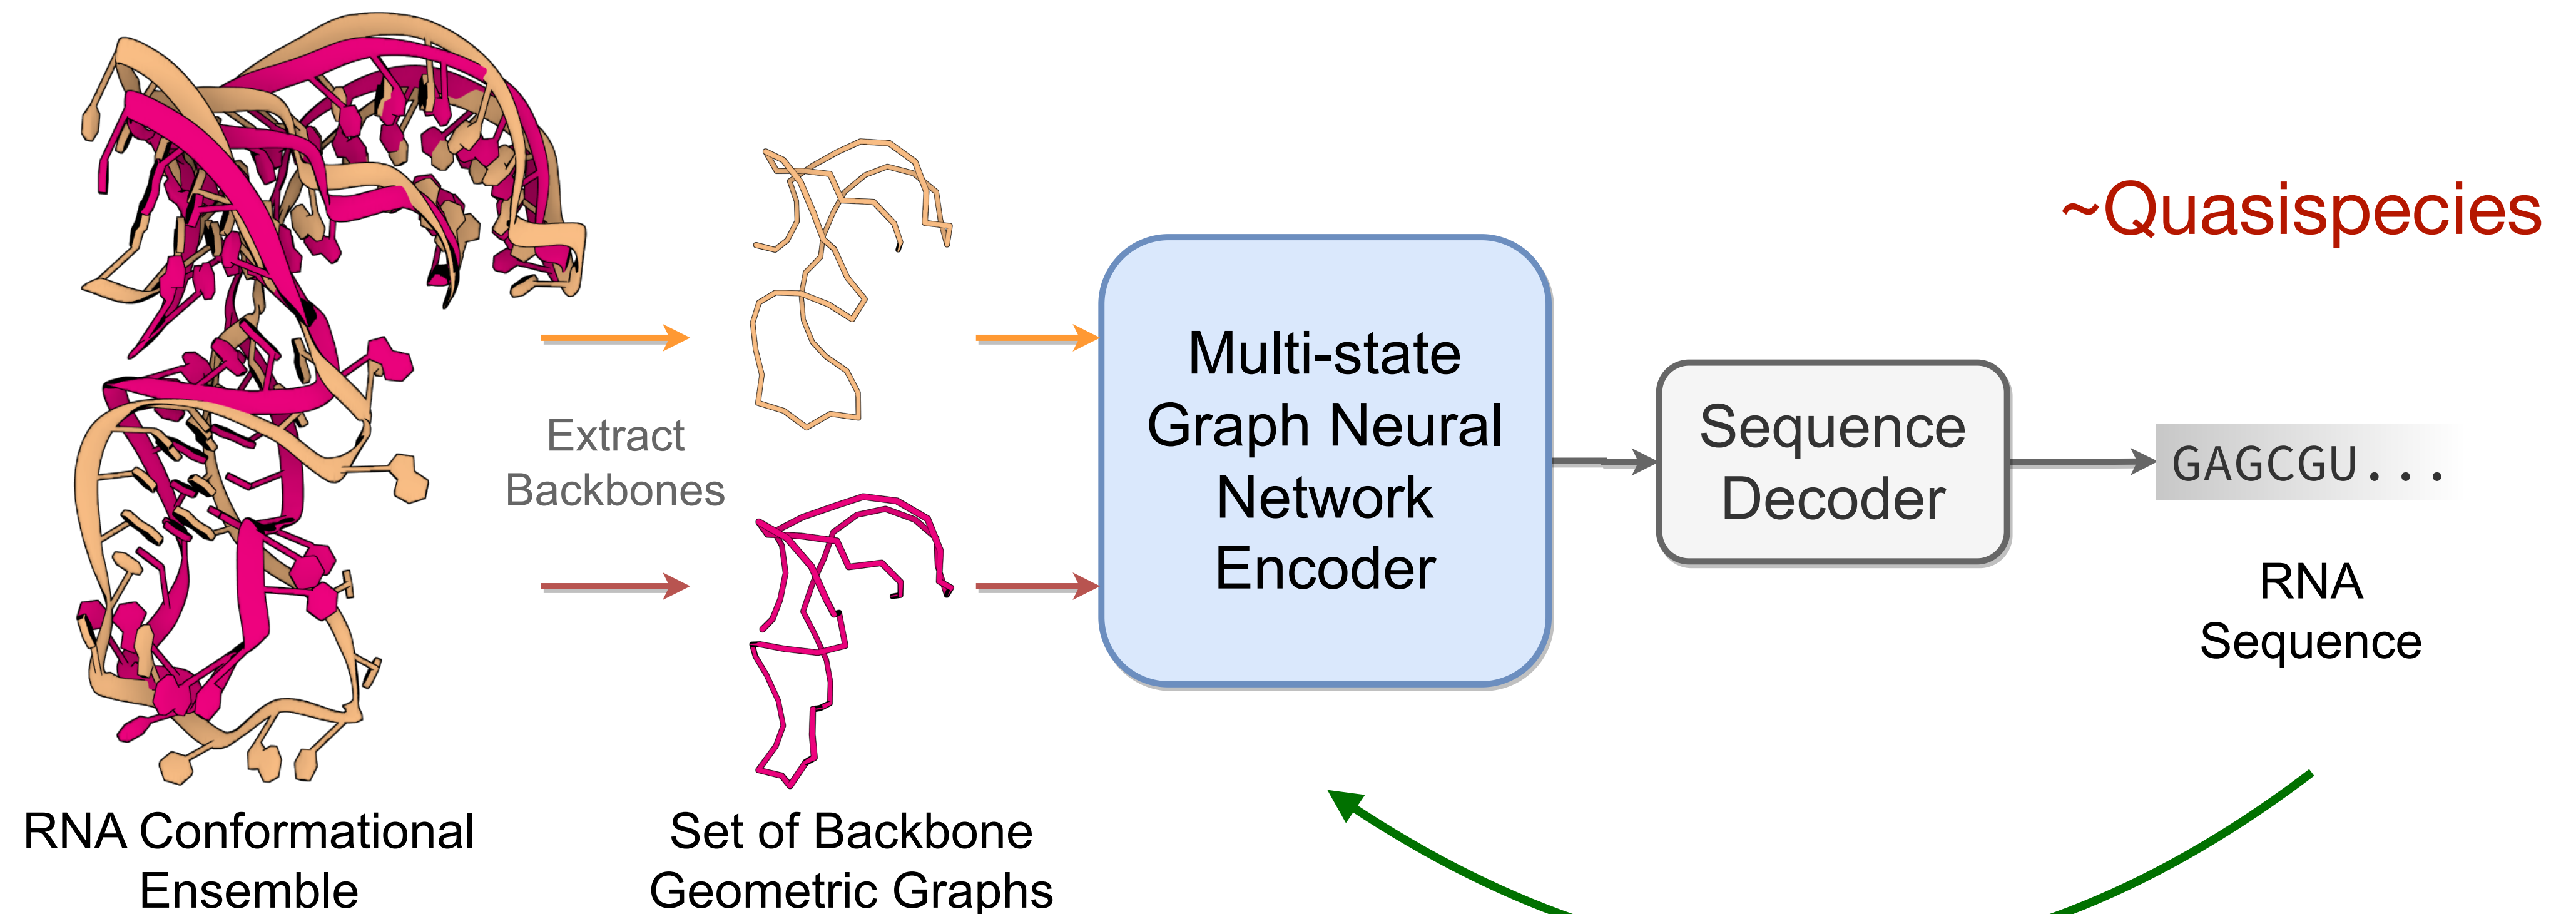 ~Quasispecies
Extract
Backbones
Multi-state
Graph Neural
Network
Encoder
Sequence
Decoder
GAGCGU...
RNA
Sequence
RNA Conformational
Ensemble
Set of Backbone
Geometric Graphs